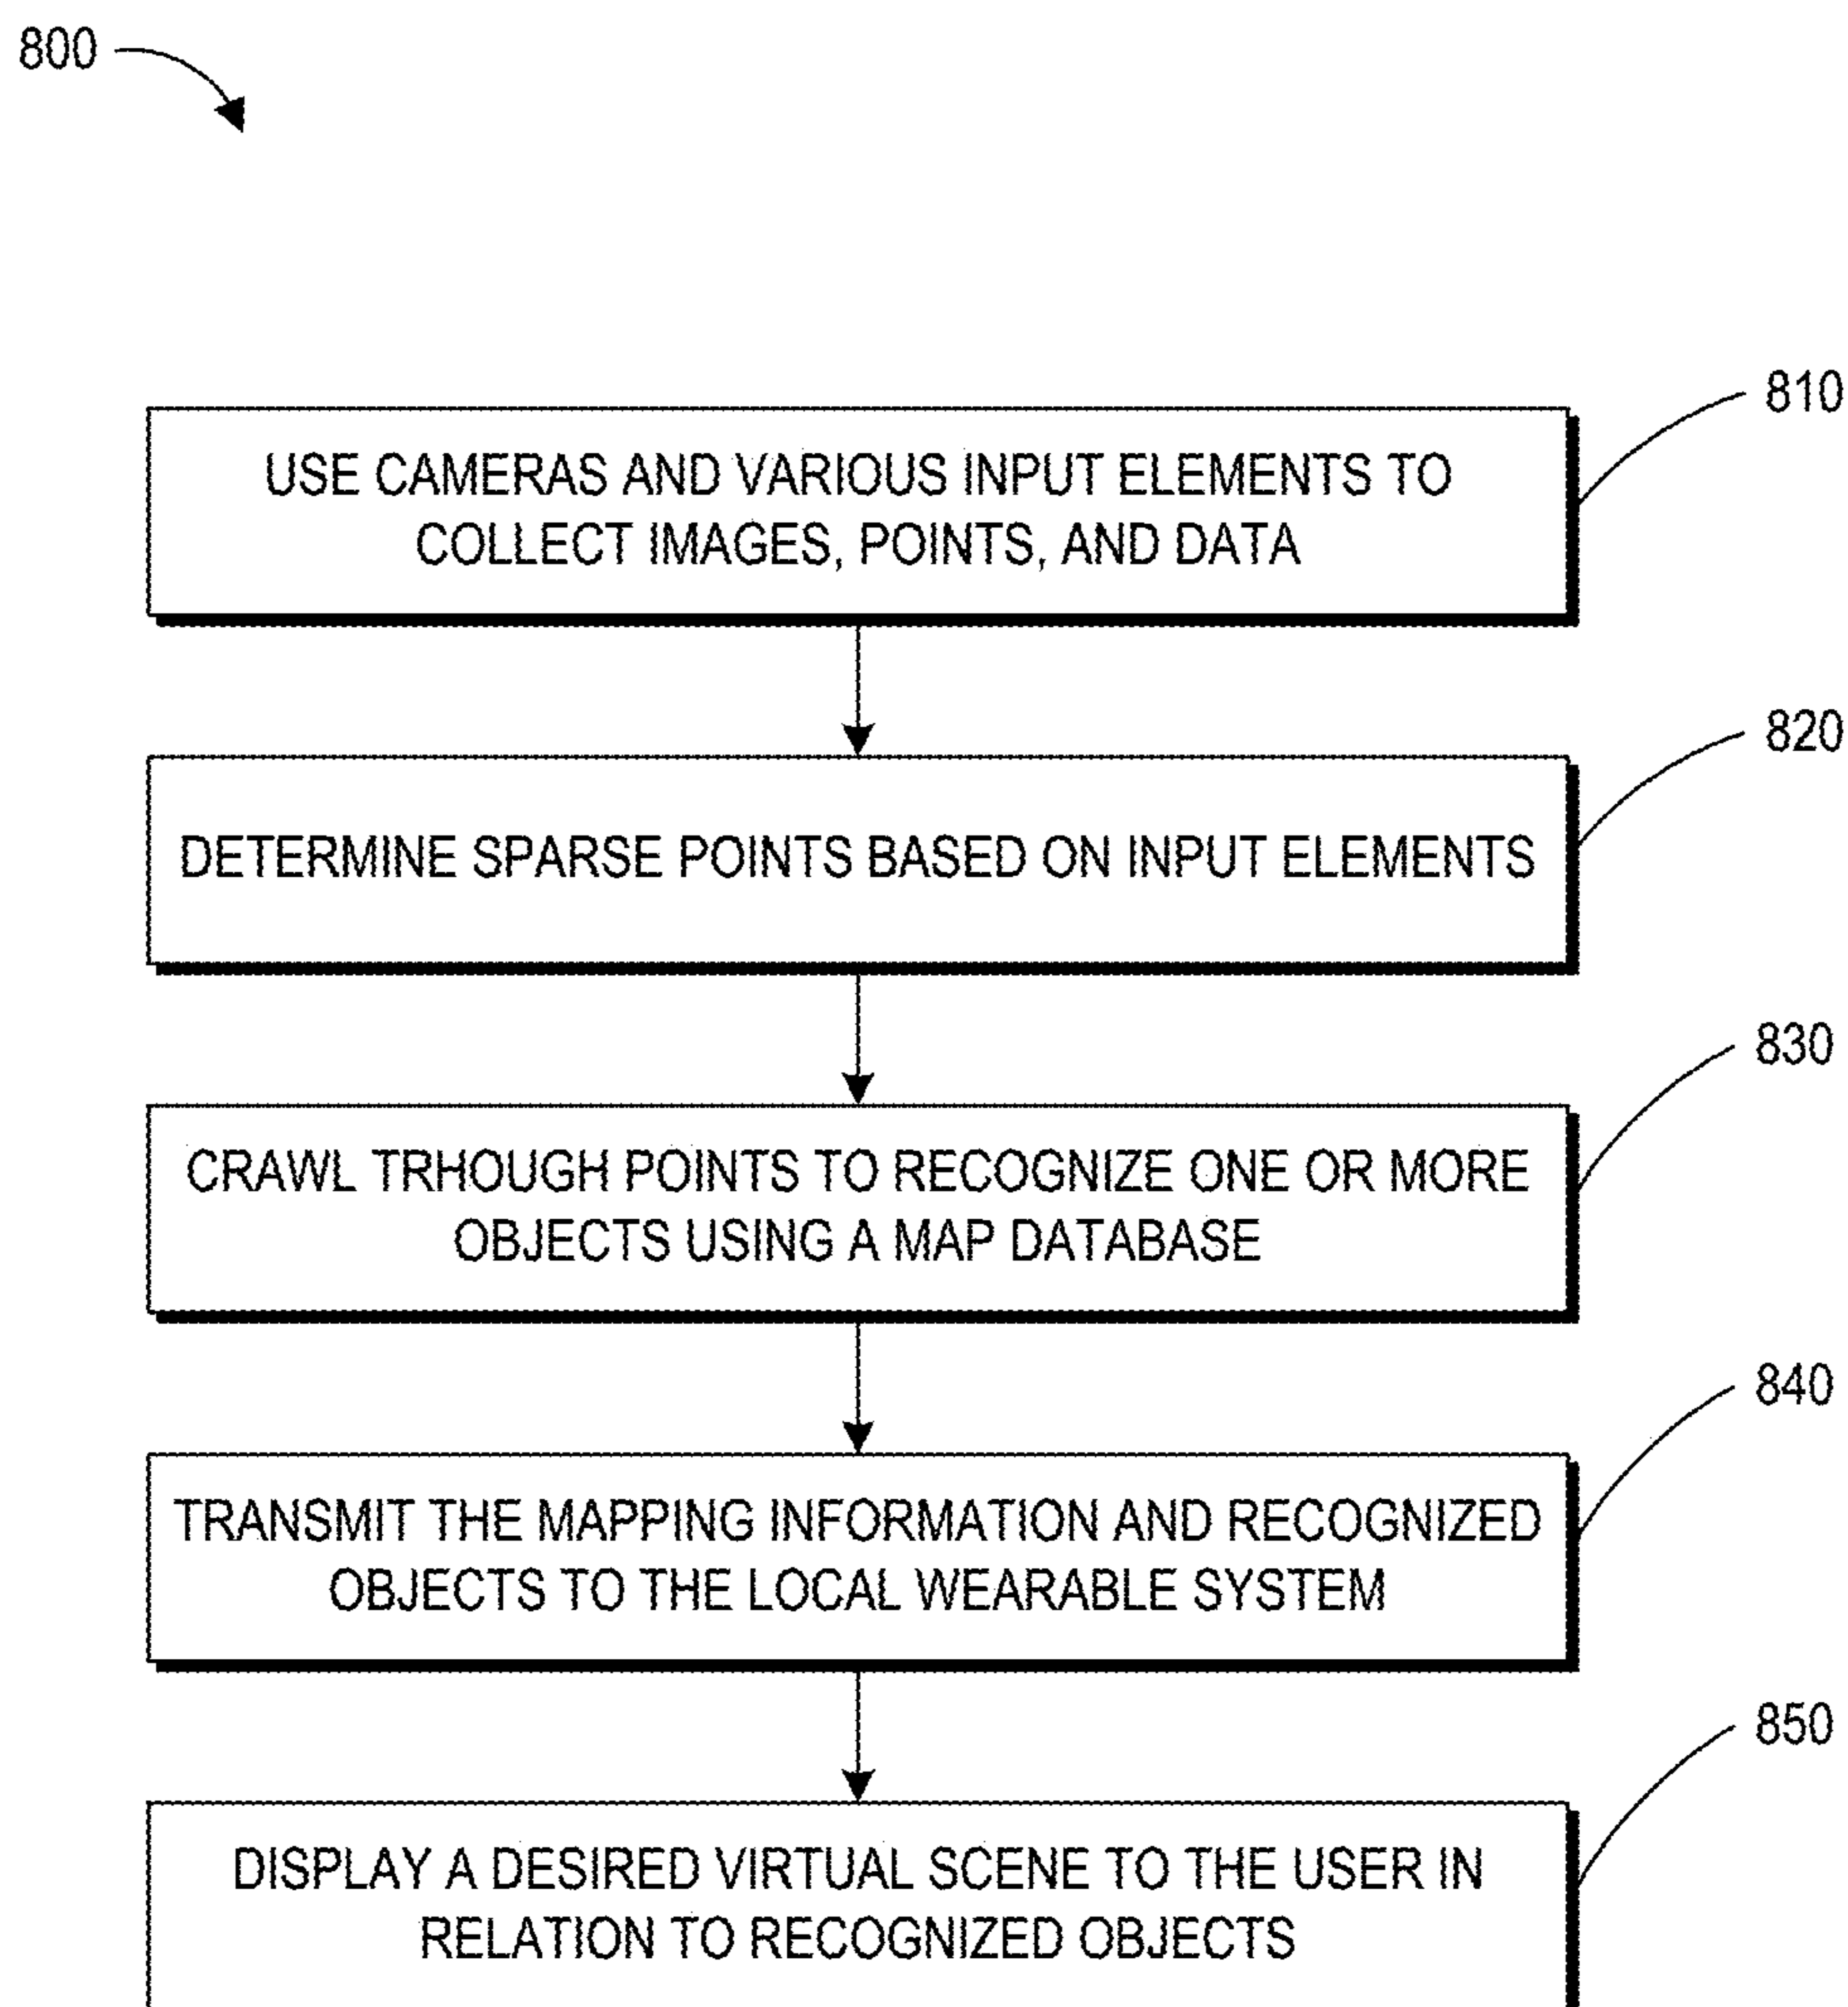 800
810
USE CAMERAS AND VARIOUS INPUT ELEMENTS TO
COLLECT IMAGES, POINTS, AND DATA
820
DETERMINE SPARSE POINTS BASED ON INPUT ELEMENTS
830
CRAWL TRHOUGH POINTS TO RECOGNIZE ONE OR MORE
OBJECTS USING A MAP DATABASE
840
TRANSMIT THE MAPPING INFORMATION AND RECOGNIZED
OBJECTS TO THE LOCAL WEARABLE SYSTEM
850
DISPLAY A DESIRED VIRTUAL SCENE TO THE USER IN
RELATION TO RECOGNIZED OBJECTS